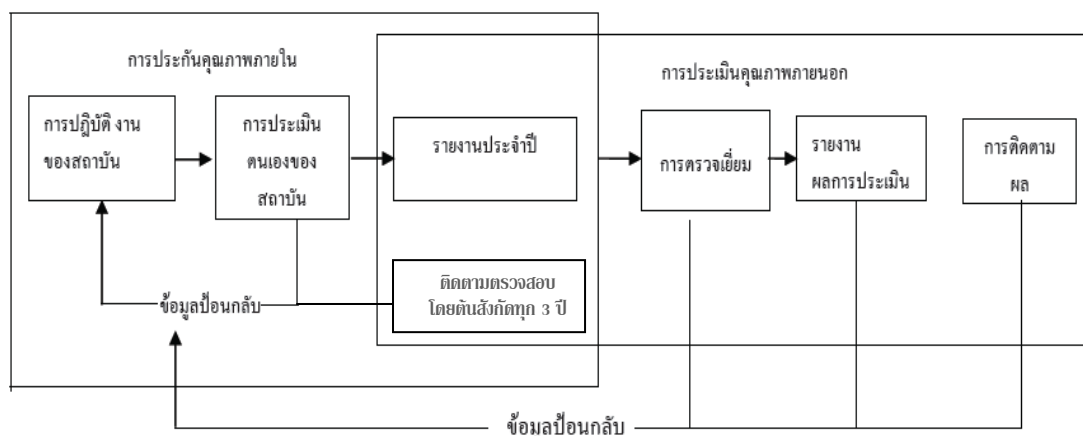 การประกันคุณภาพภายใน
การประเมินคุณภาพภายนอก
การปฎิบัติ งาน
ของสถาบัน
การประเมิน
ตนเองของ
สถาบัน
รายงานประจำปี
การตรวจเยี่ยม
รายงาน
ผลการประเมิน
การติดตาม
ผล
ติดตามตรวจสอบ
โดยต้นสังกัดทุก 3 ปี
ข้อมูลป้อนกลับ
ข้อมูลป้อนกลับ